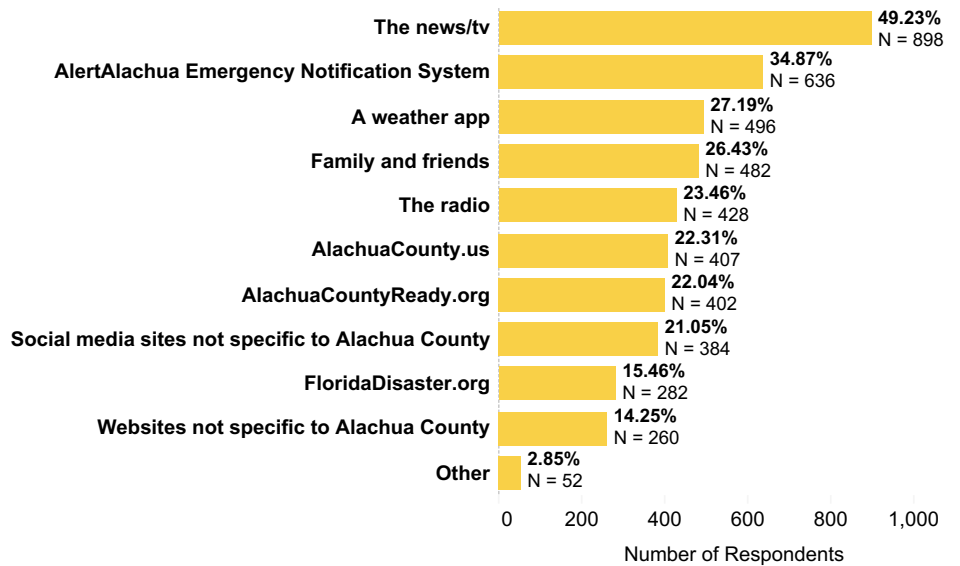 The news/tv
49.23%
N = 898
AlertAlachua Emergency Notification System
34.87%
N = 636
A weather app
27.19%
N = 496
Family and friends
26.43%
N = 482
The radio
23.46%
N = 428
AlachuaCounty.us
22.31%
N = 407
AlachuaCountyReady.org
22.04%
N = 402
Social media sites not specific to Alachua County
21.05%
N = 384
FloridaDisaster.org
15.46%
N = 282
Websites not specific to Alachua County
14.25%
N = 260
Other
2.85%
N = 52
0 200 400 600 800 1,000
Number of Respondents